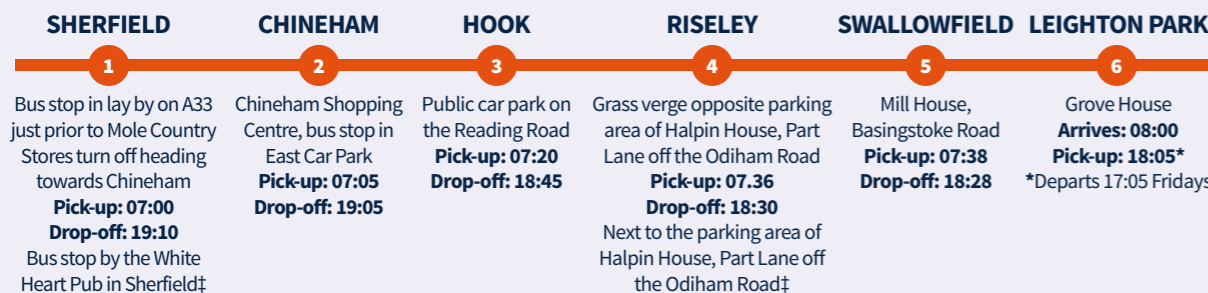 SHERFIELD
1
Bus stop in lay by on A33
just prior to Mole Country
Stores turn off heading
towards Chineham
Pick-up: 07:00
Drop-off: 19:10
Bus stop by the White
Heart Pub in Sherfield‡
CHINEHAM
2
Chineham Shopping
Centre, bus stop in
East Car Park
Pick-up: 07:05
Drop-off: 19:05
HOOK
3
Public car park on
the Reading Road
Pick-up: 07:20
Drop-off: 18:45
RISELEY
4
Grass verge opposite parking
area of Halpin House, Part
Lane off the Odiham Road
Pick-up: 07.36
Drop-off: 18:30
Next to the parking area of
Halpin House, Part Lane off
the Odiham Road‡
SWALLOWFIELD
5
Mill House,
Basingstoke Road
Pick-up: 07:38
Drop-off: 18:28
LEIGHTON PARK
6
Grove House
Arrives: 08:00
Pick-up: 18:05*
*Departs 17:05 Fridays